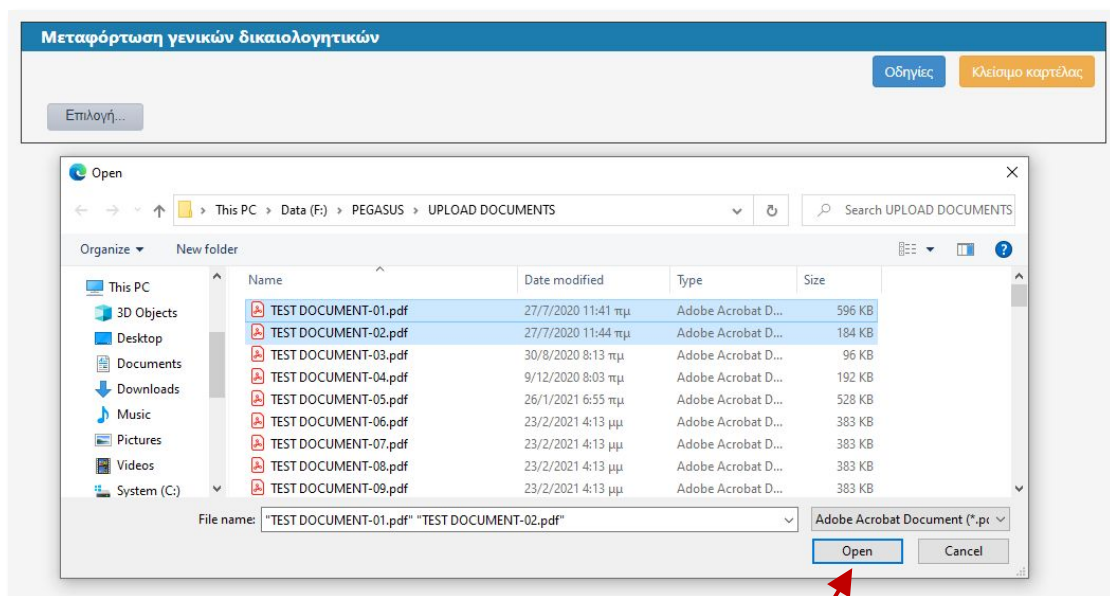 Μεταφόρτωση γενικών δικαιολογητικών
Οδηγίες Κλείσιμο καρτέλας
Επιλογή...
Open
This PC > Data (F:) > PEGASUS > UPLOAD DOCUMENTS
Search UPLOAD DOCUMENTS
Organize New folder
Name Date modified Type Size
This PC
3D Objects
Desktop
Documents
Downloads
Music
Pictures
Videos
System (C:)
TEST DOCUMENT-01.pdf 27/7/2020 11:41 πμ Adobe Acrobat D... 596 KB
TEST DOCUMENT-02.pdf 27/7/2020 11:44 πμ Adobe Acrobat D... 184 KB
TEST DOCUMENT-03.pdf 30/8/2020 8:13 πμ Adobe Acrobat D... 96 KB
TEST DOCUMENT-04.pdf 9/12/2020 8:03 πμ Adobe Acrobat D... 192 KB
TEST DOCUMENT-05.pdf 26/1/2021 6:55 πμ Adobe Acrobat D... 528 KB
TEST DOCUMENT-06.pdf 23/2/2021 4:13 μμ Adobe Acrobat D... 383 KB
TEST DOCUMENT-07.pdf 23/2/2021 4:13 μμ Adobe Acrobat D... 383 KB
TEST DOCUMENT-08.pdf 23/2/2021 4:13 μμ Adobe Acrobat D... 383 KB
TEST DOCUMENT-09.pdf 23/2/2021 4:13 μμ Adobe Acrobat D... 383 KB
File name: "TEST DOCUMENT-01.pdf" "TEST DOCUMENT-02.pdf"
Adobe Acrobat Document (*.pc
Open Cancel